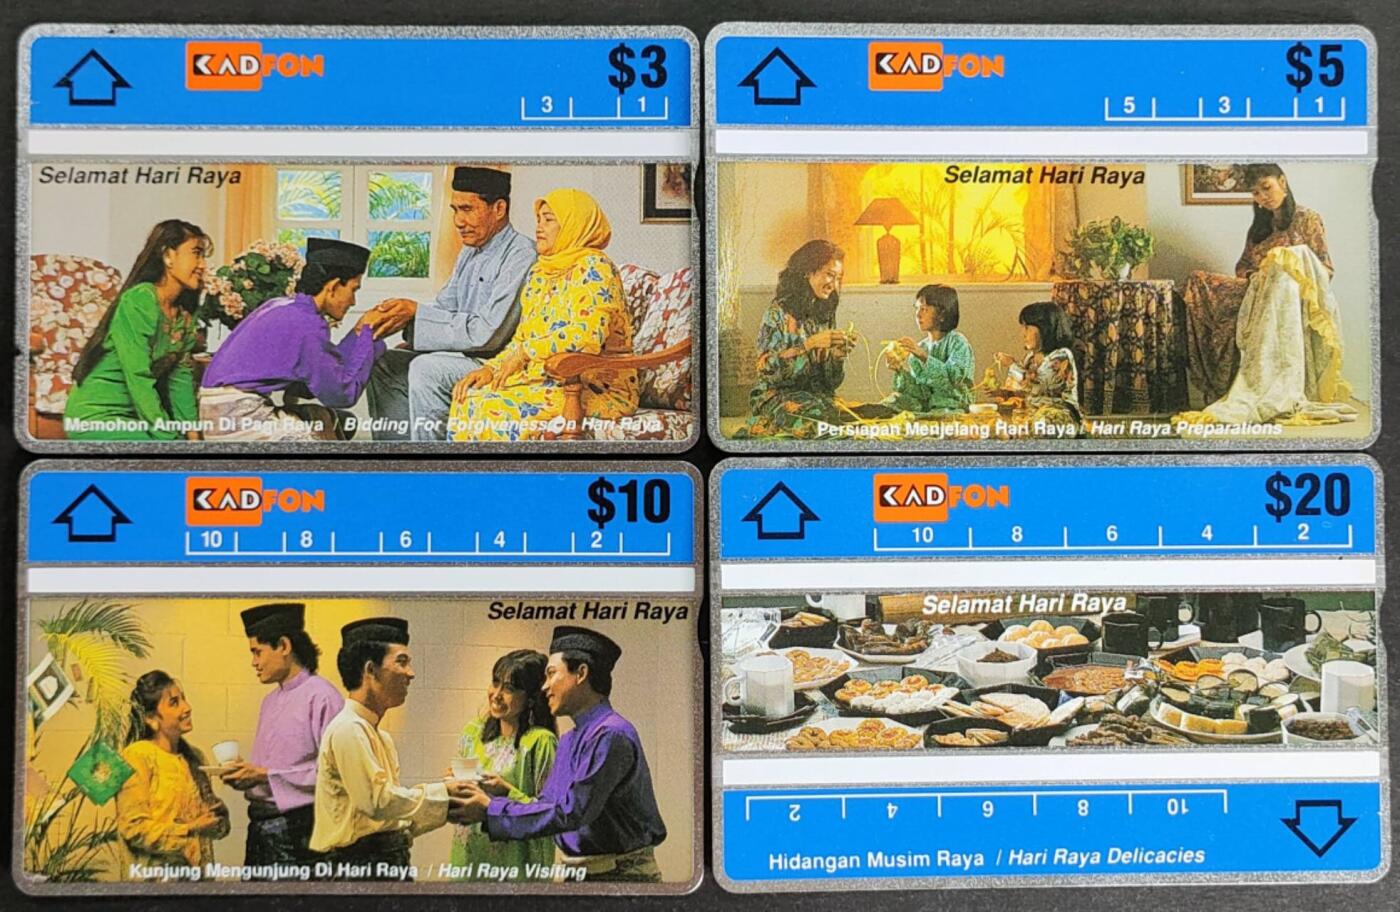 KADFON $3
3 1
Selamat Hari Raya
Memohon Ampun Di Pagi Raya / Bidding For Forgiveness On Hari Raya
KADFON $5
5 3 1
Selamat Hari Raya
Persiapan Menjelang Hari Raya / Hari Raya Preparations
KADFON $10
10 8 6 4 2
Selamat Hari Raya
Kunjung Mengunjung Di Hari Raya / Hari Raya Visiting
KADFON $20
10 8 6 4 2
Selamat Hari Raya
2 4 6 8 10
Hidangan Musim Raya / Hari Raya Delicacies